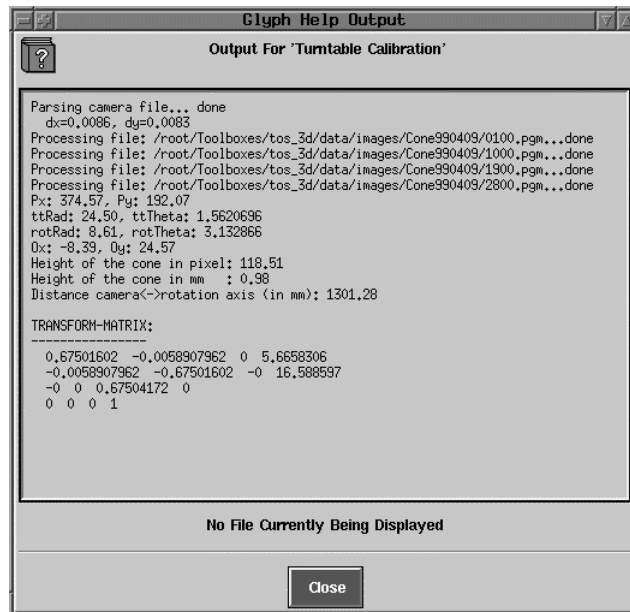 Glyph Help Output
Output For 'Turntable Calibration'
Parsing camera file... done
dx=0.0086, dy=0.0083
Processing file: /root/Toolboxes/tos_3d/data/images/Cone990409/0100.pgm...done
Processing file: /root/Toolboxes/tos_3d/data/images/Cone990409/1000.pgm...done
Processing file: /root/Toolboxes/tos_3d/data/images/Cone990409/1900.pgm...done
Processing file: /root/Toolboxes/tos_3d/data/images/Cone990409/2800.pgm...done
Px: 374.57, Py: 192.07
ttRad: 24.50, ttTheta: 1.5620696
rotRad: 8.61, rotTheta: 3.132866
Ox: -8.39, Oy: 24.57
Height of the cone in pixel: 118.51
Height of the cone in mm : 0.98
Distance camera<->rotation axis (in mm): 1301.28
TRANSFORM-MATRIX:
----------------
0.67501602 -0.0058907962 0 5.6658306
-0.0058907962 -0.67501602 -0 16.588597
-0 0 0.67504172 0
0 0 0 1
No File Currently Being Displayed
Close